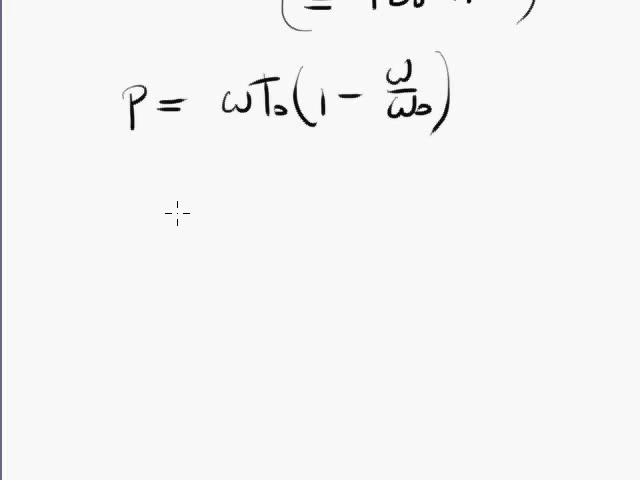 P = ωT₀(1 - ω/ω₀)